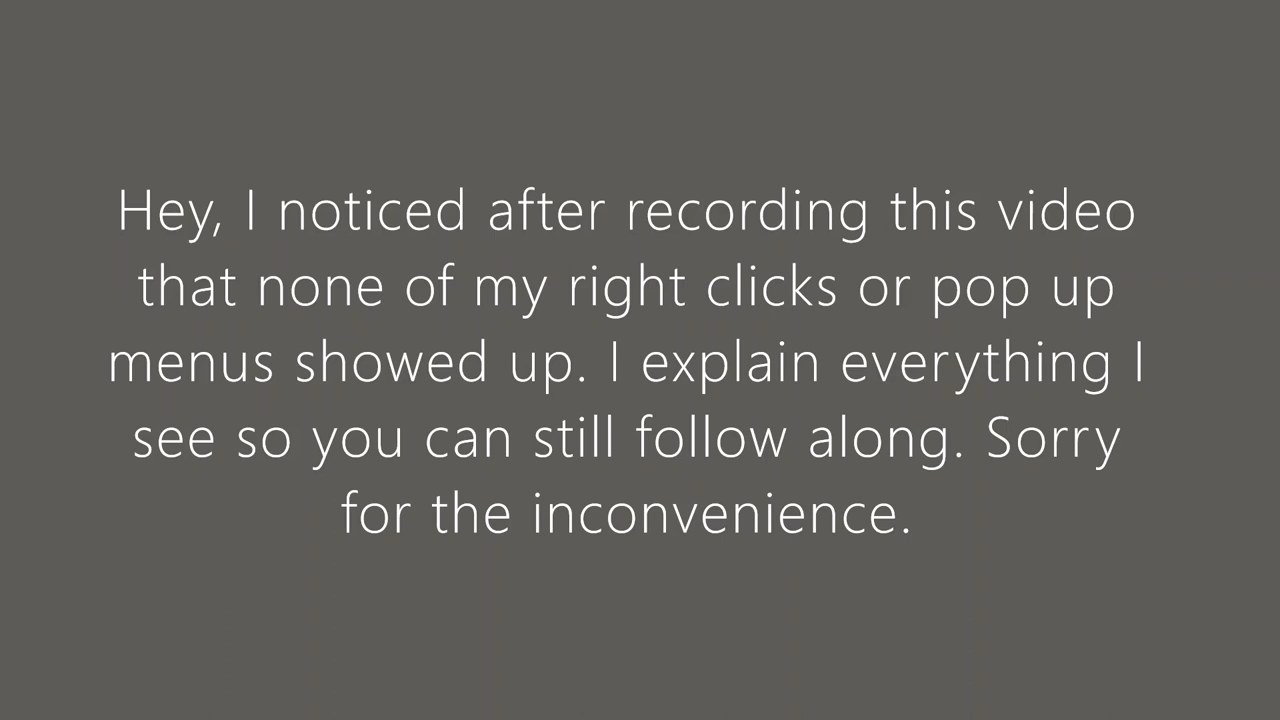 Hey, I noticed after recording this video
that none of my right clicks or pop up
menus showed up. I explain everything I
see so you can still follow along. Sorry
for the inconvenience.